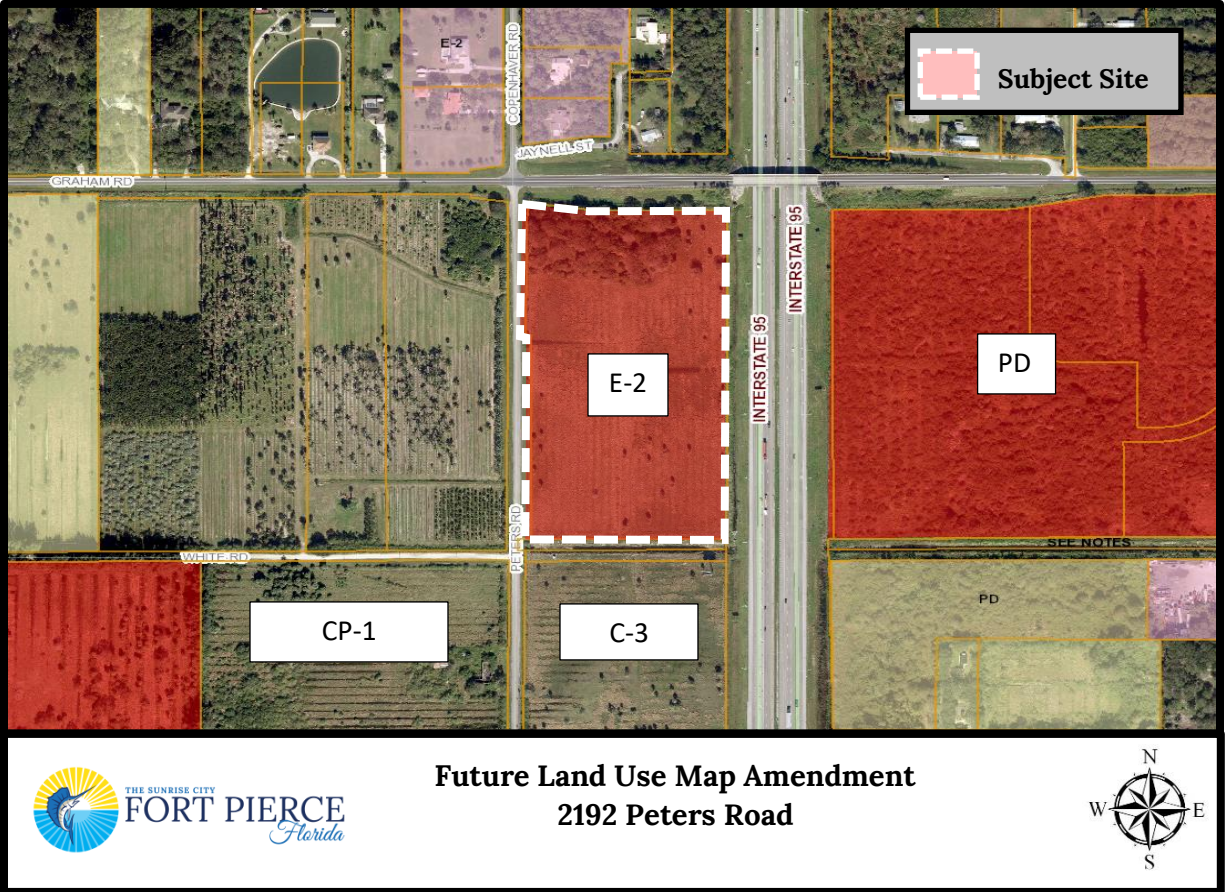 E-2
COPENHAVER RD
Subject Site
JAYNELL ST
GRAHAM RD
INTERSTATE 95
INTERSTATE 95
E-2
PD
PETERS RD
WHITE RD
SEE NOTES
CP-1
C-3
PD
THE SUNRISE CITY
FORT PIERCE
Florida
Future Land Use Map Amendment
2192 Peters Road
N
W
E
S